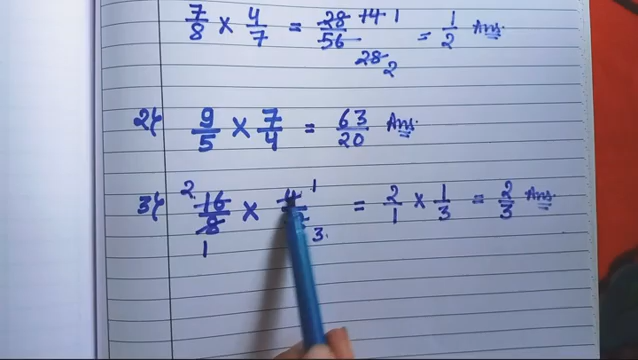 7/8 × 4/7 = 28/56 14 1 28 2 = 1/2 Ans.
2) 9/5 × 7/4 = 63/20 Ans.
3) 2 16/8 1 × 4 1 3. = 2/1 × 1/3 = 2/3 Ans.